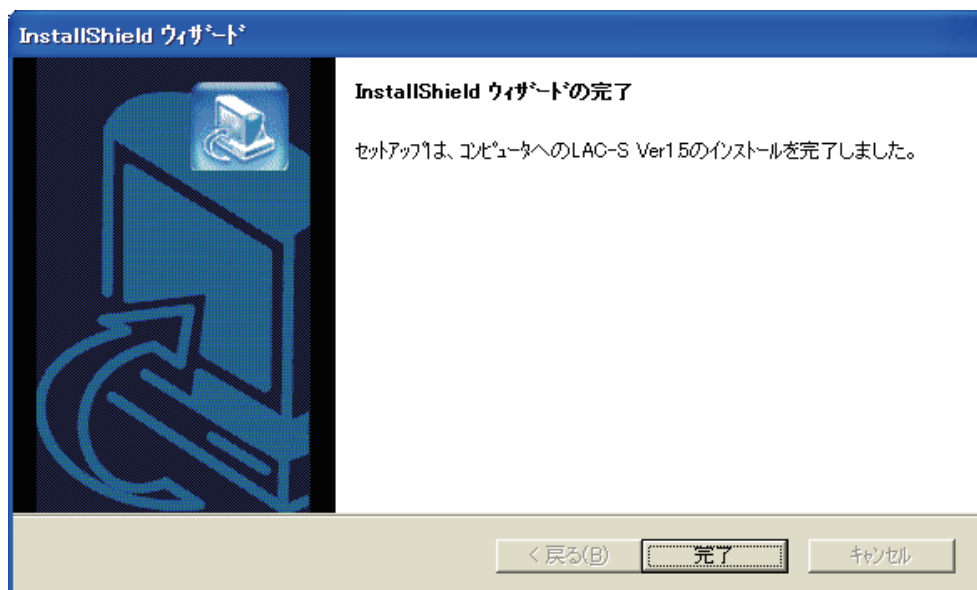 InstallShield ウィザード
InstallShield ウィザードの完了
セットアップは、コンピュータへのLAC-S Ver1.5のインストールを完了しました。
< 戻る(B)
完了
キャンセル